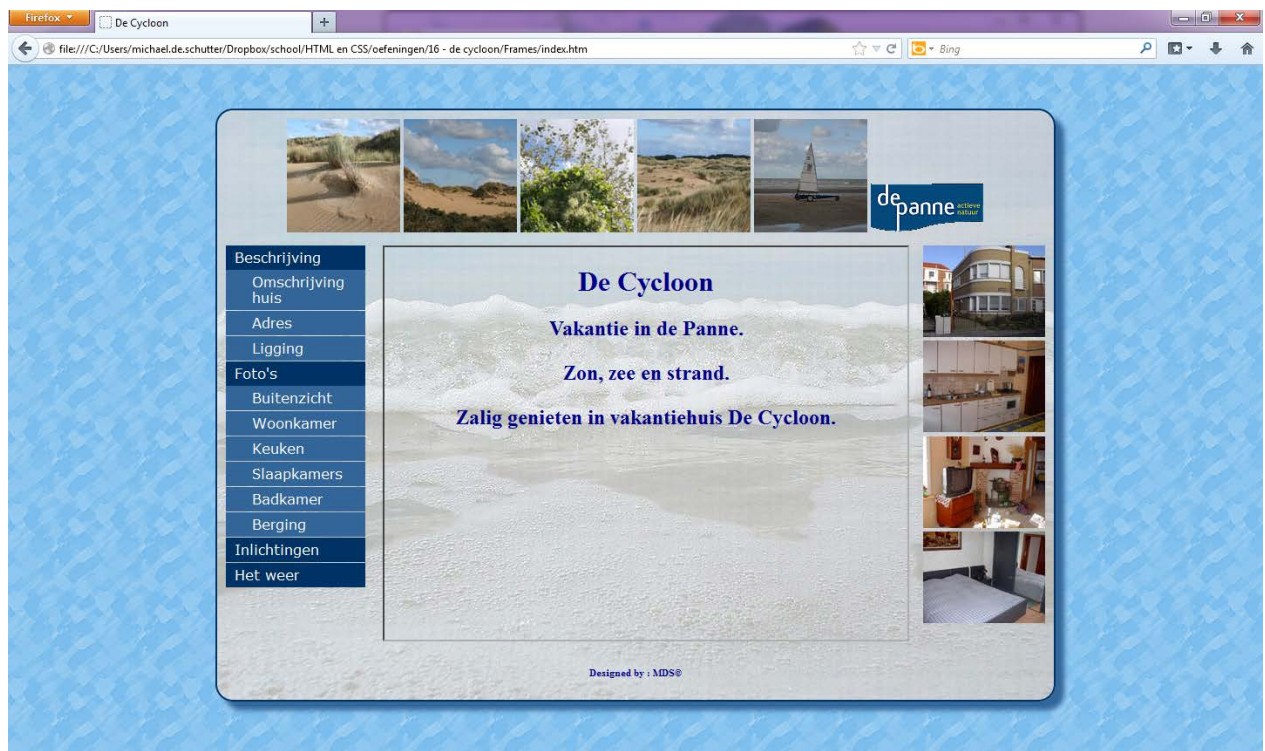 Firefox
De Cycloon
file:///C:/Users/michael.de.schutter/Dropbox/school/HTML en CSS/oefeningen/16 - de cycloon/Frames/index.htm
Bing
de panne actieve natuur
Beschrijving
Omschrijving
huis
Adres
Ligging
Foto's
Buitenzicht
Woonkamer
Keuken
Slaapkamers
Badkamer
Berging
Inlichtingen
Het weer
De Cycloon
Vakantie in de Panne.
Zon, zee en strand.
Zalig genieten in vakantiehuis De Cycloon.
Designed by : MDS®